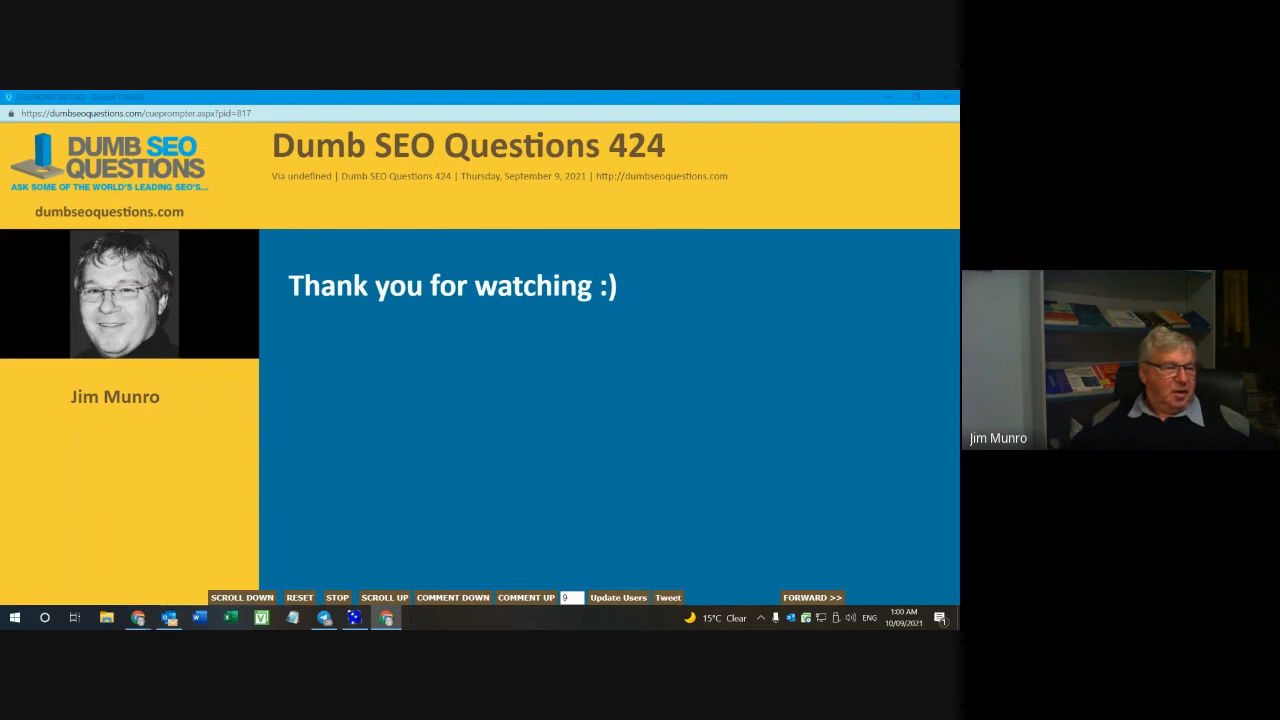 https://dumbseoquestions.com/cueprompter.aspx?pid=817
DUMB SEO
QUESTIONS
ASK SOME OF THE WORLD'S LEADING SEO'S...
dumbseoquestions.com
Dumb SEO Questions 424
Via undefined | Dumb SEO Questions 424 | Thursday, September 9, 2021 | http://dumbseoquestions.com
Thank you for watching :)
Jim Munro
Jim Munro
SCROLL DOWN RESET STOP SCROLL UP COMMENT DOWN COMMENT UP 9 Update Users Tweet FORWARD >>
15°C Clear ENG 1:00 AM
10/09/2021